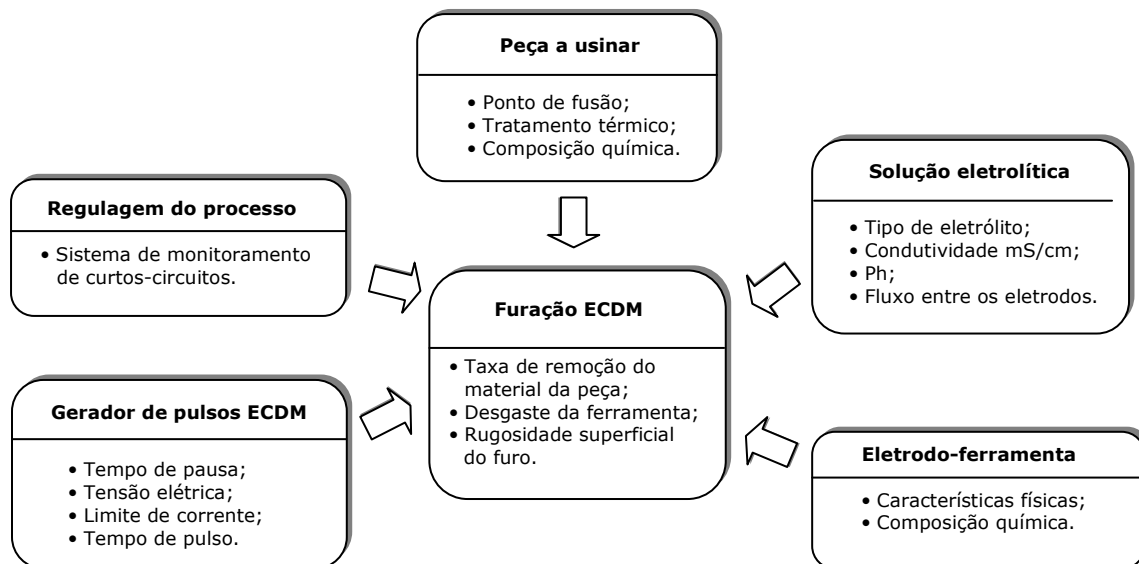 Peça a usinar
• Ponto de fusão;
• Tratamento térmico;
• Composição química.
Regulagem do processo
• Sistema de monitoramento
de curtos-circuitos.
Solução eletrolítica
• Tipo de eletrólito;
• Condutividade mS/cm;
• Ph;
• Fluxo entre os eletrodos.
Furação ECDM
• Taxa de remoção do
material da peça;
• Desgaste da ferramenta;
• Rugosidade superficial
do furo.
Gerador de pulsos ECDM
• Tempo de pausa;
• Tensão elétrica;
• Limite de corrente;
• Tempo de pulso.
Eletrodo-ferramenta
• Características físicas;
• Composição química.